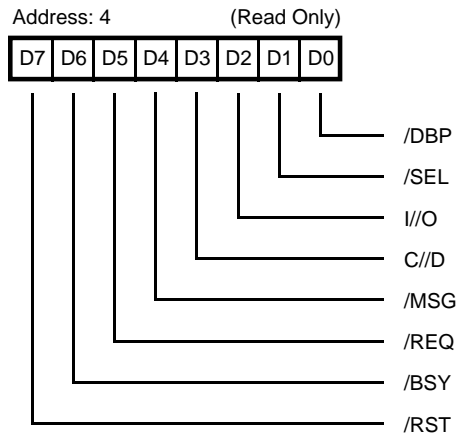 Address: 4 (Read Only)
D7 D6 D5 D4 D3 D2 D1 D0
/DBP
/SEL
I//O
C//D
/MSG
/REQ
/BSY
/RST